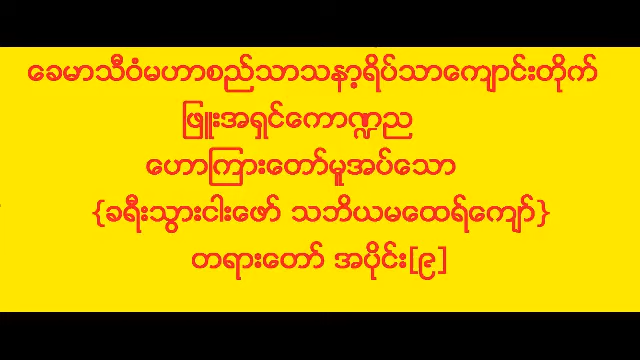 ခေမာသီဝံမဟာစည်သာသနာ့ရိပ်သာကျောင်းတိုက်
ဖြူးအရှင်ကောဏ္ဍည
ဟောကြားတော်မူအပ်သော
{ခရီးသွားငါးဖော် သဘိယမထေရ်ကျော်}
တရားတော် အပိုင်း[၉]